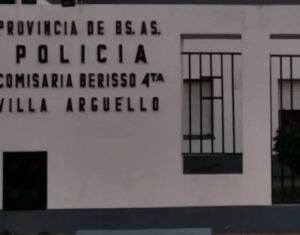 PROVINCIA DE BS.AS.
POLICIA
COMISARIA BERISSO 4TA
VILLA ARGUELLO